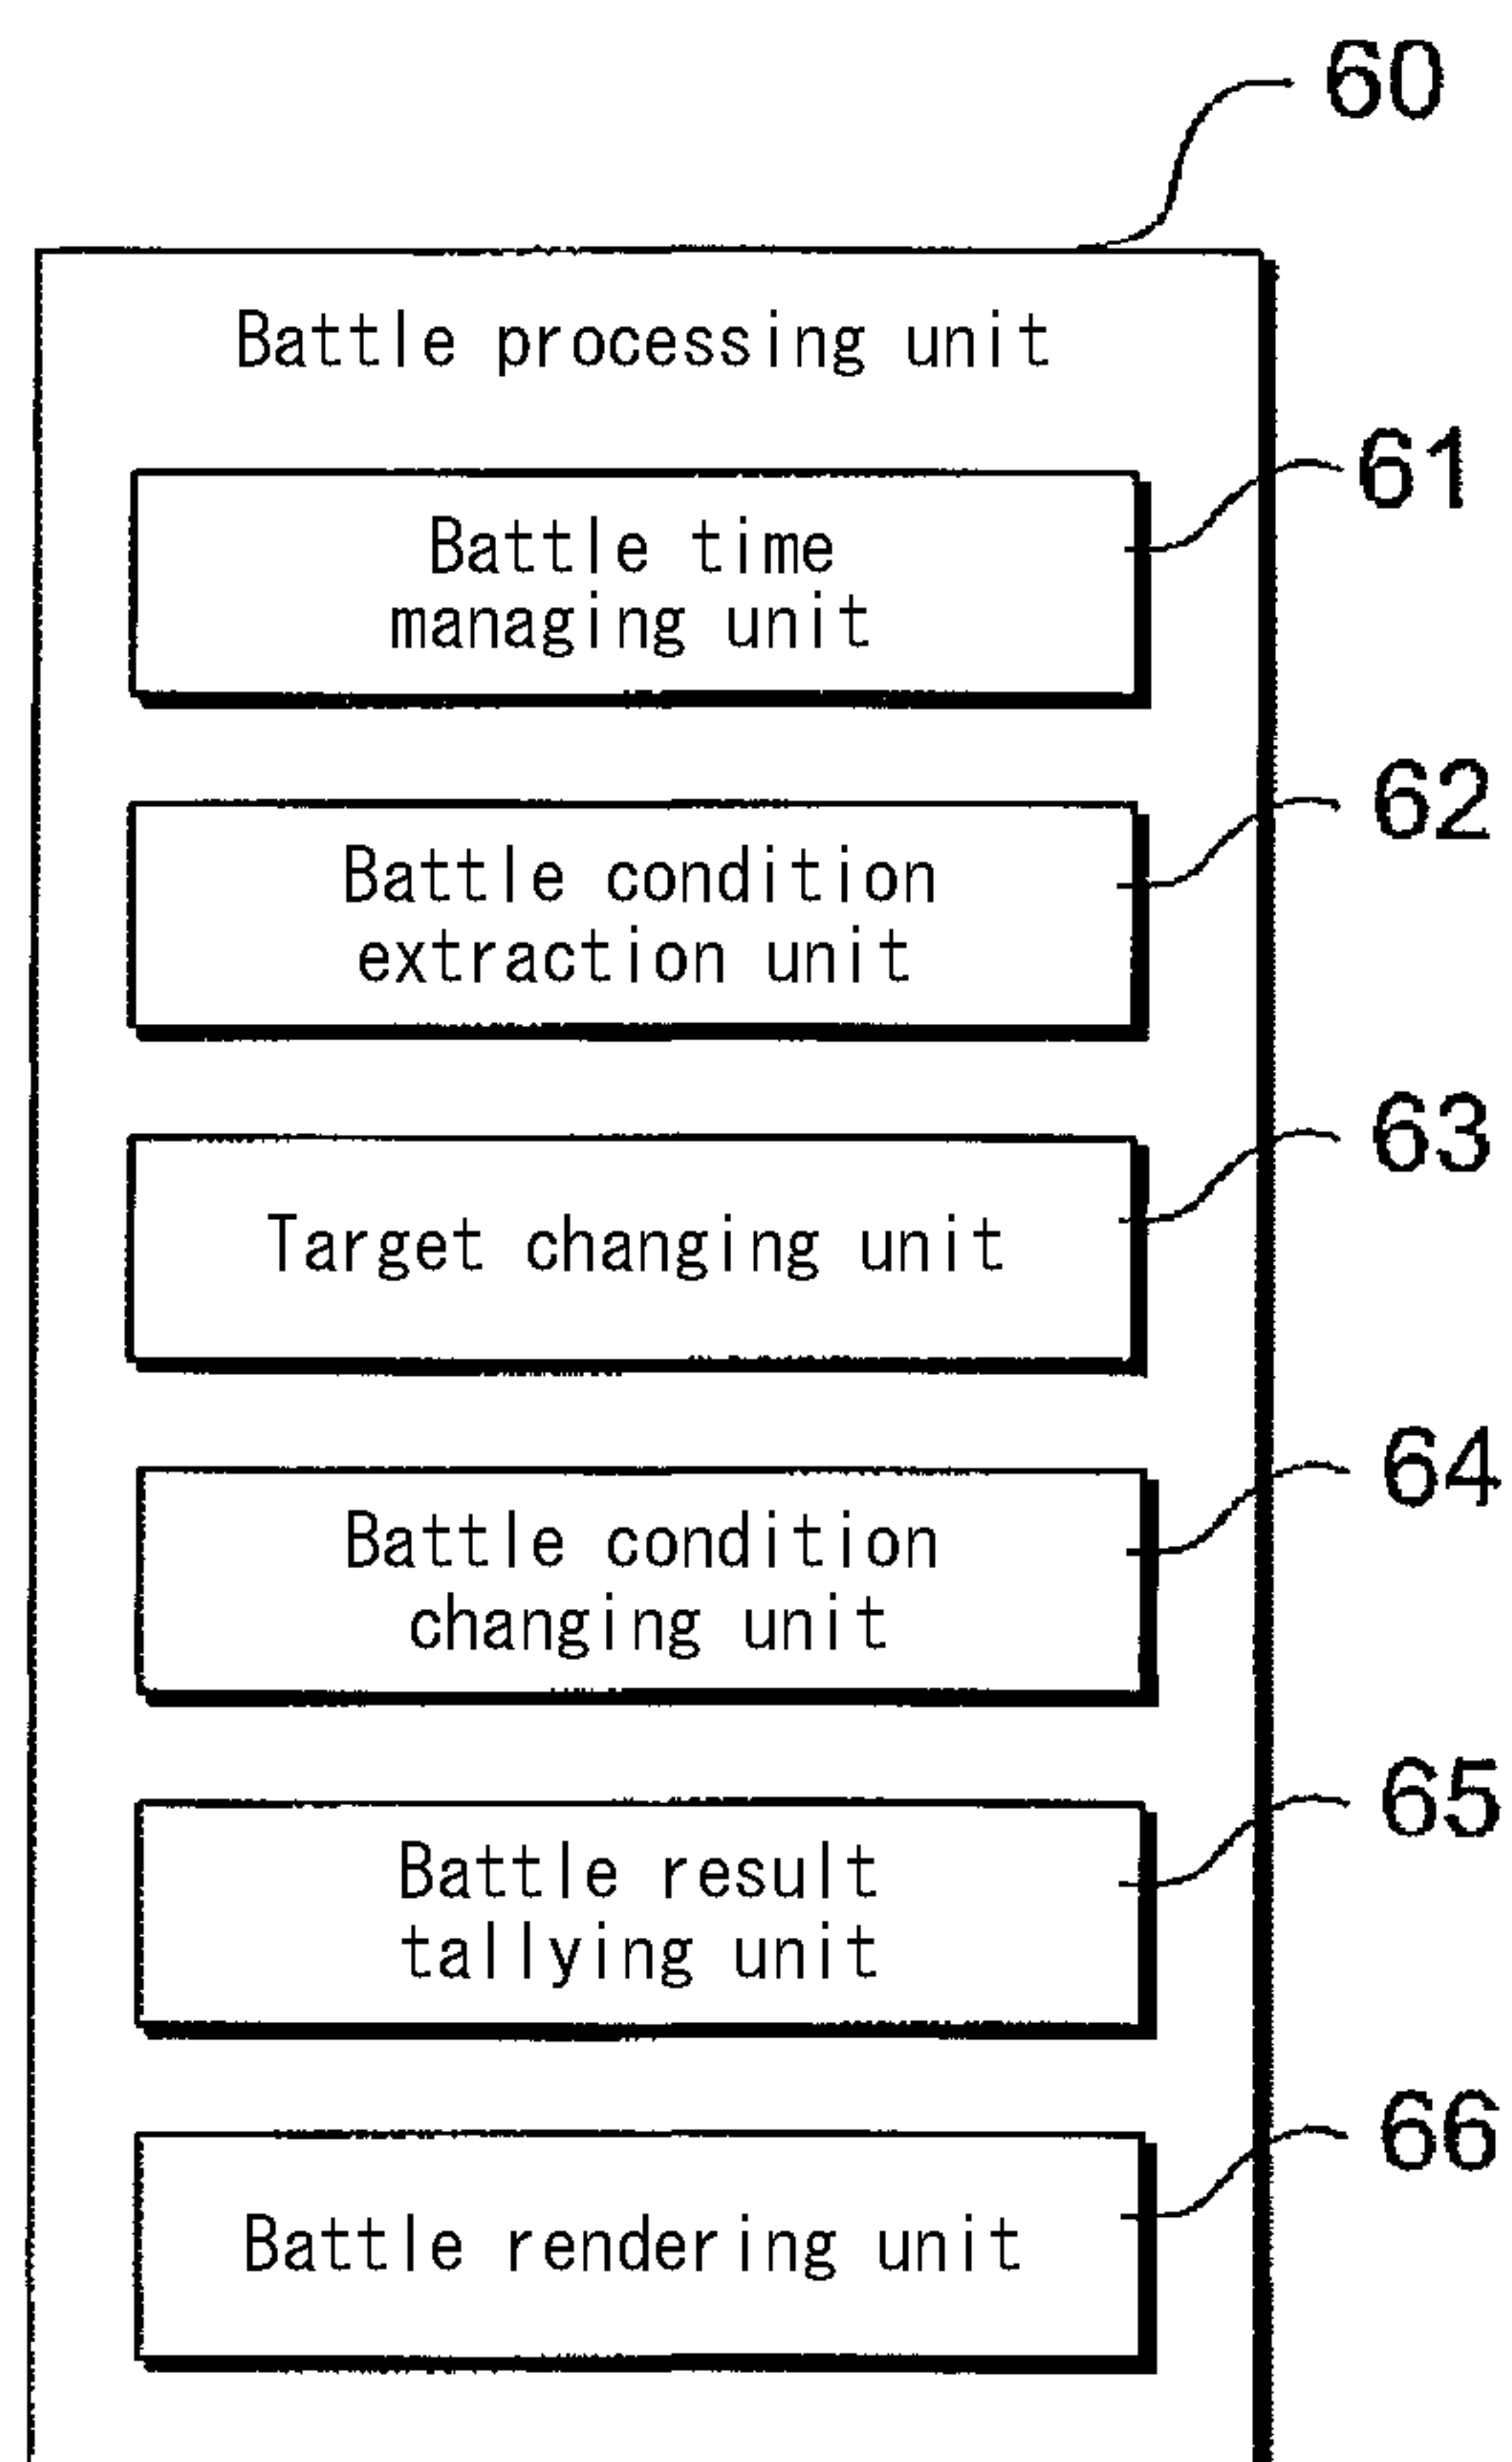 60
Battle processing unit
61
Battle time
managing unit
62
Battle condition
extraction unit
63
Target changing unit
64
Battle condition
changing unit
65
Battle result
tallying unit
66
Battle rendering unit